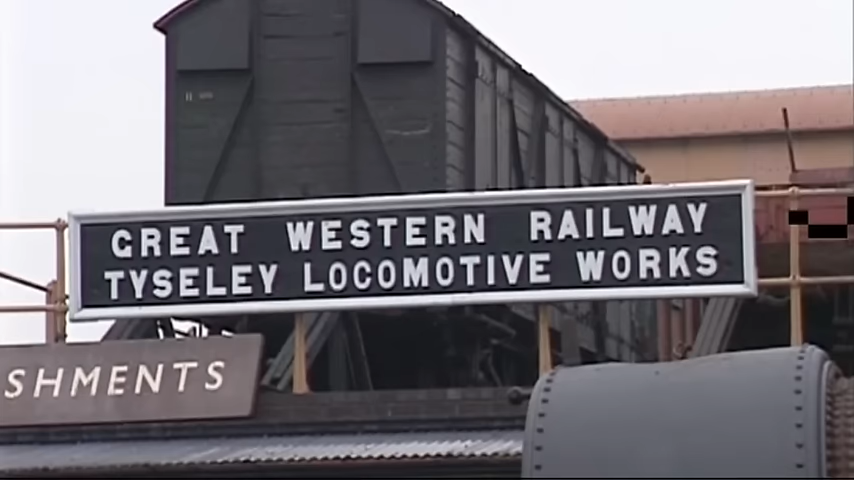 GREAT WESTERN RAILWAY
TYSELEY LOCOMOTIVE WORKS
SHMENTS